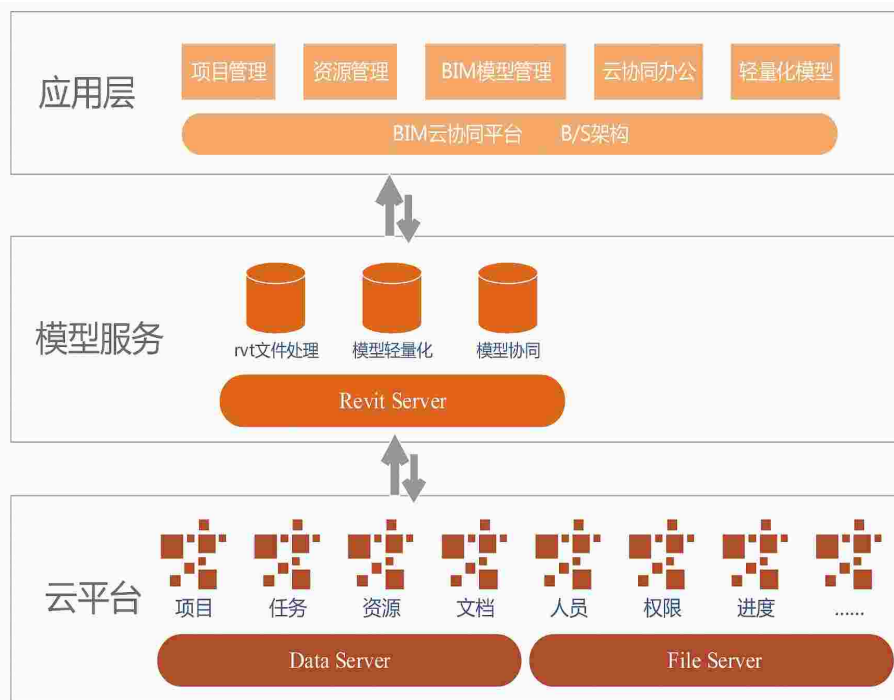 应用层
项目管理 资源管理 BIM模型管理 云协同办公 轻量化模型
BIM云协同平台 B/S架构
模型服务
rvt文件处理 模型轻量化 模型协同
Revit Server
云平台
项目 任务 资源 文档 人员 权限 进度 ……
Data Server File Server